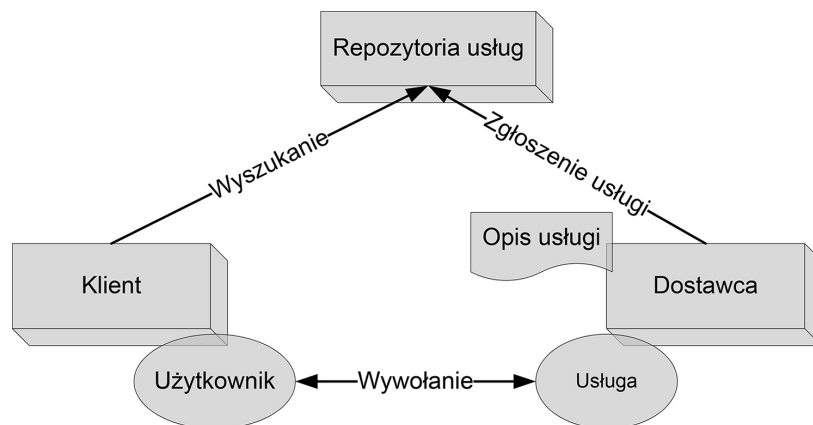 Repozytoria usług
Wyszukanie
Zgłoszenie usługi
Opis usługi
Klient
Dostawca
Użytkownik
Wywołanie
Usługa